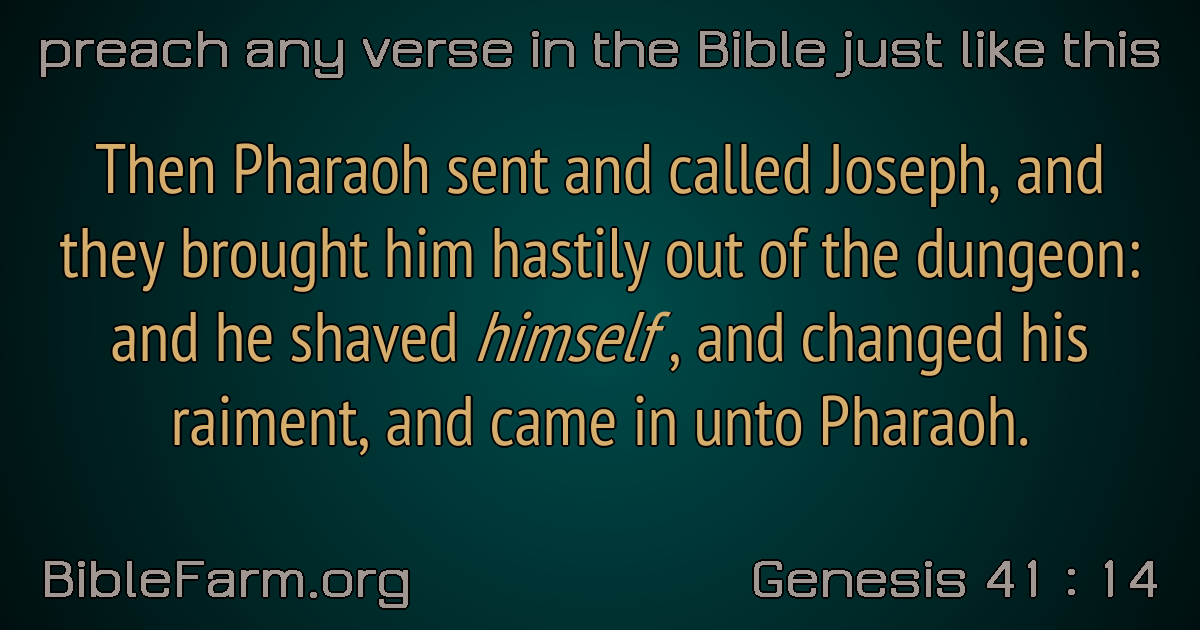 preach any verse in the Bible just like this
Then Pharaoh sent and called Joseph, and
they brought him hastily out of the dungeon:
and he shaved himself , and changed his
raiment, and came in unto Pharaoh.
BibleFarm.org
Genesis 41 : 14